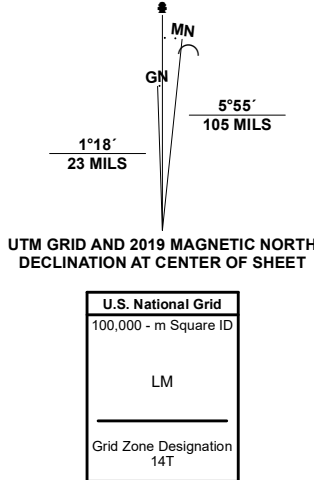 MN
GN
5°55´
105 MILS
1°18´
23 MILS
UTM GRID AND 2019 MAGNETIC NORTH
DECLINATION AT CENTER OF SHEET
U.S. National Grid
100,000 - m Square ID
LM
Grid Zone Designation
14T